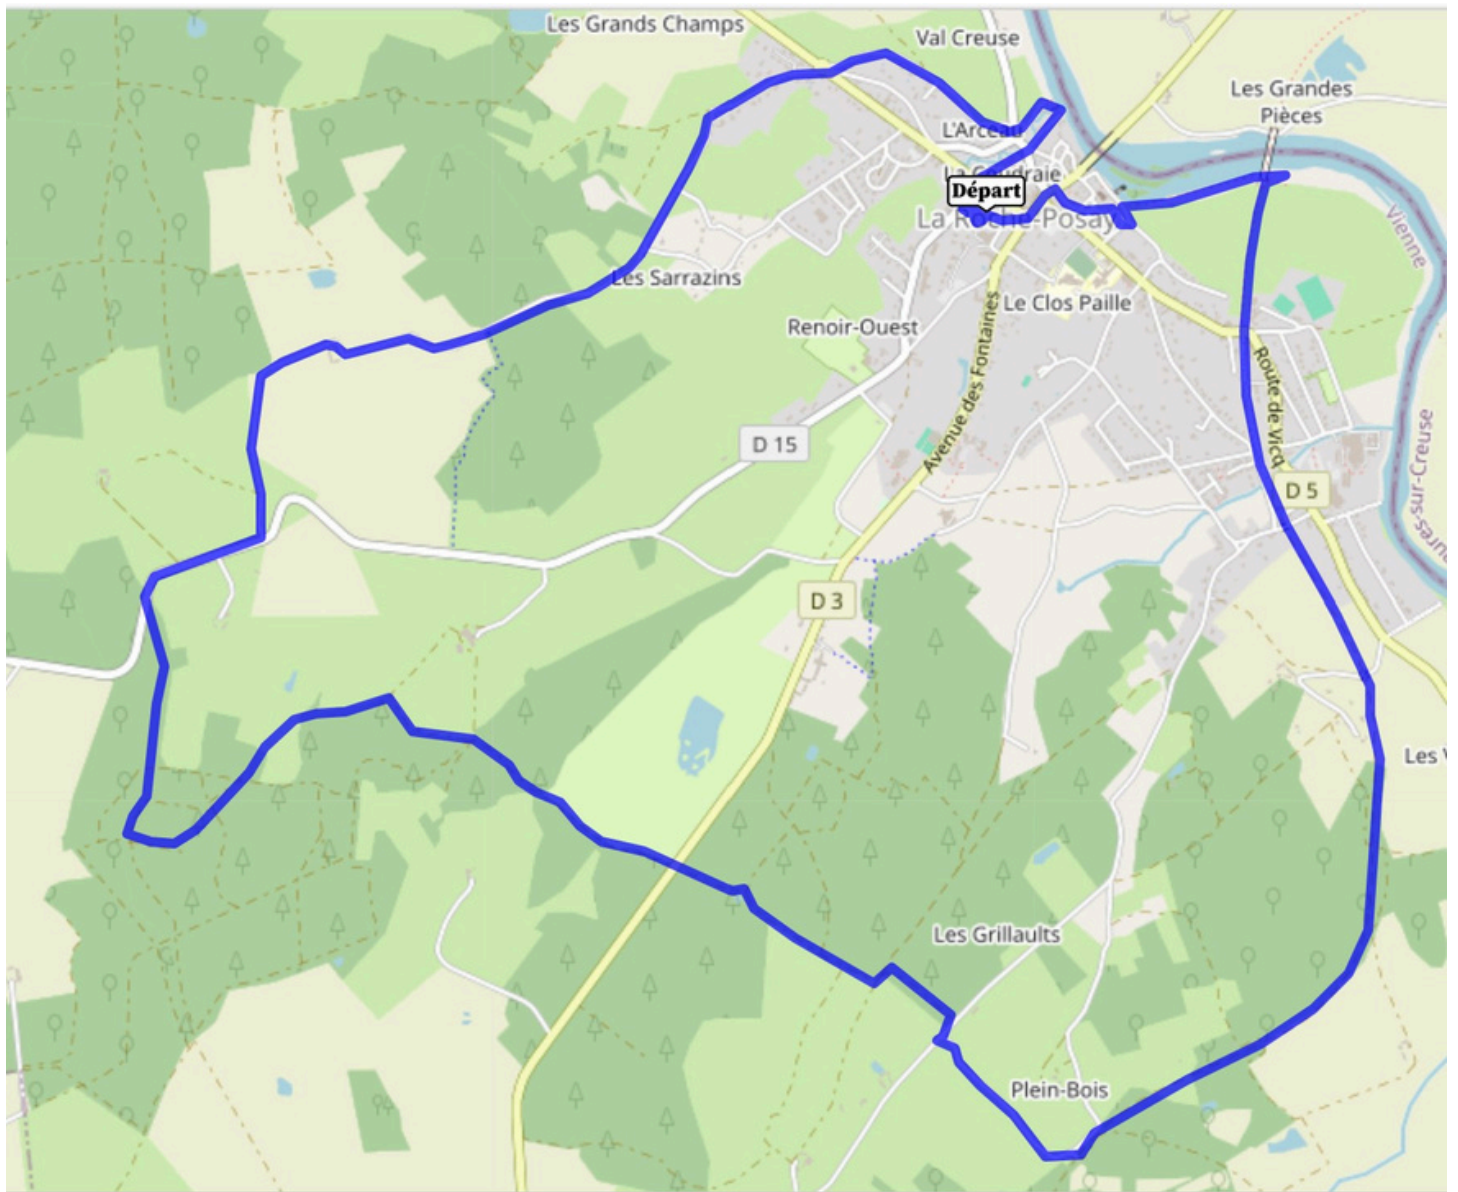 Les Grands Champs
Val Creuse
Les Grandes
Pièces
L'Arceau
Départ
La Roche-Posay
Vienne
Les Sarrazins
Le Clos Paille
Renoir-Ouest
Avenue des Fontaines
Route de Vicq
D 15
D 5
D 3
Les
Les Grillaults
Plein-Bois